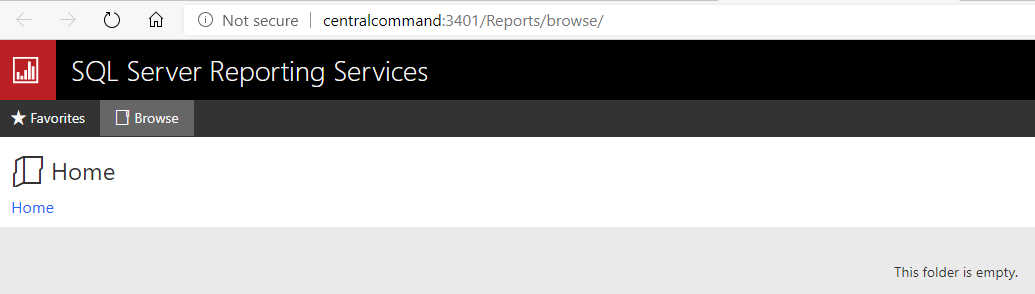 Not secure | centralcommand:3401/Reports/browse/
SQL Server Reporting Services
Favorites Browse
Home
Home
This folder is empty.